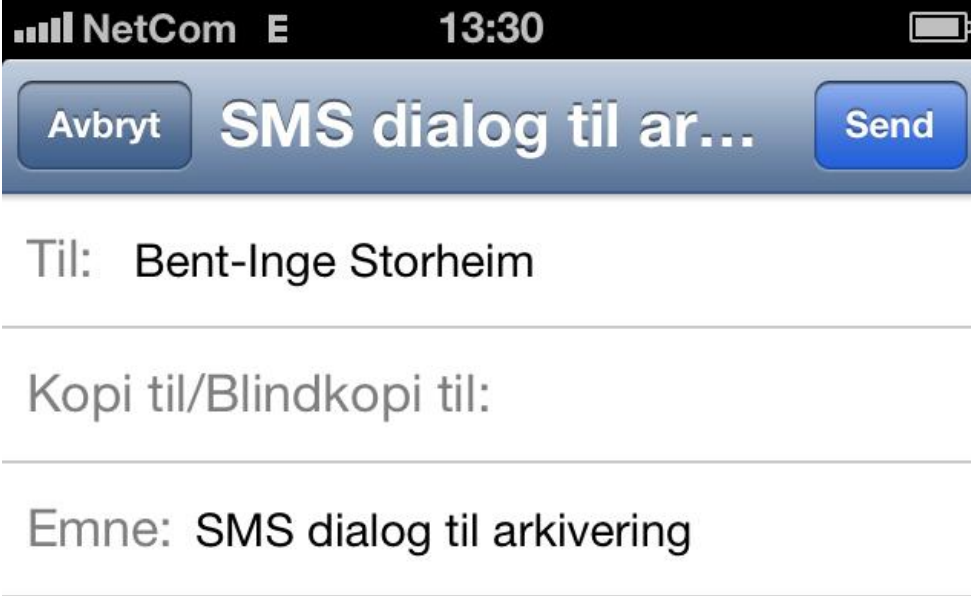 NetCom E 13:30
Avbryt SMS dialog til ar... Send
Til: Bent-Inge Storheim
Kopi til/Blindkopi til:
Emne: SMS dialog til arkivering